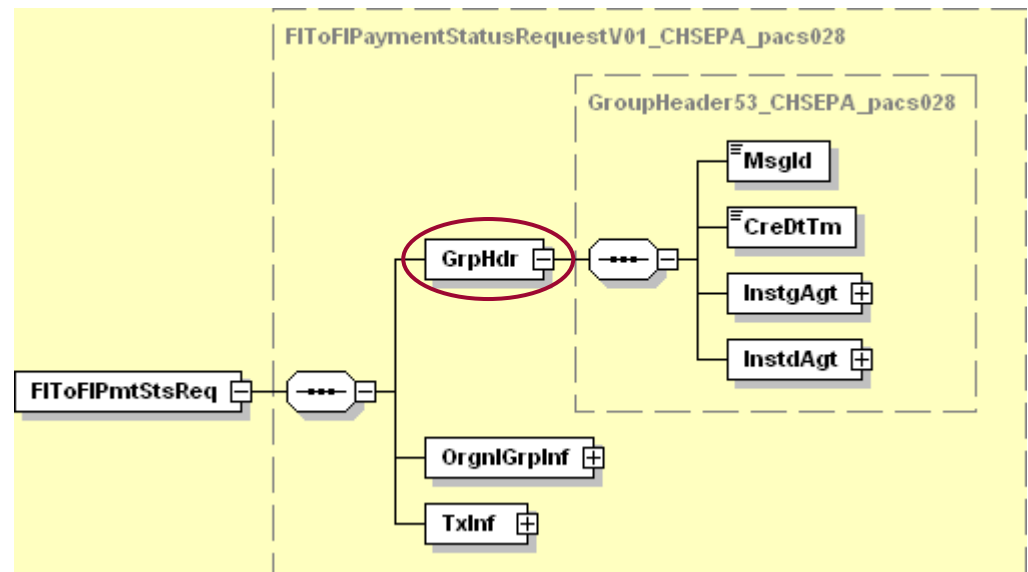 FIToFIPaymentStatusRequestV01_CHSEPA_pacs028
GroupHeader53_CHSEPA_pacs028
MsgId
CreDtTm
GrpHdr
InstgAgt
InstdAgt
FIToFIPmtStsReq
OrgnlGrpInf
TxInf